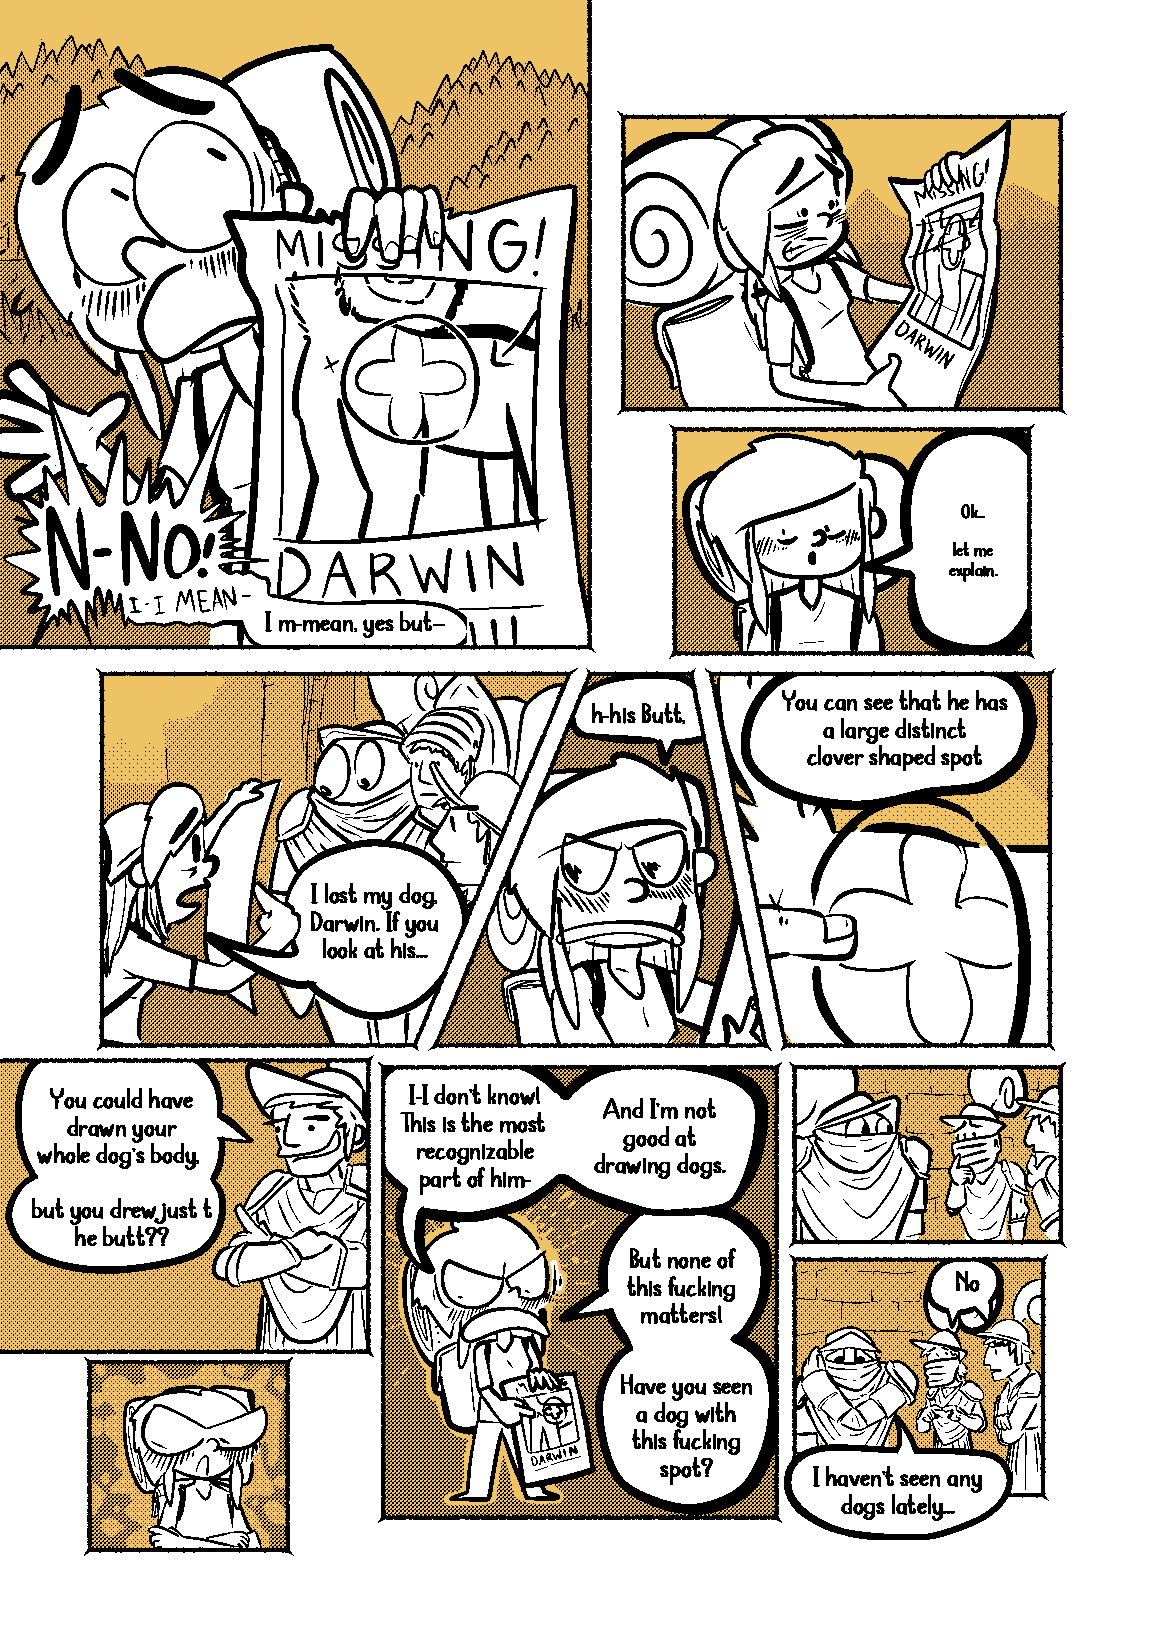 MISSING!
DARWIN
N-NO!
I-I MEAN-
I m-mean, yes but-
MISSING!
DARWIN
Ok...
let me
explain.
I lost my dog,
Darwin. If you
look at his...
h-his Butt,
You can see that he has
a large distinct
clover shaped spot
You could have
drawn your
whole dog's body,
but you drew just t
he butt??
I-I don't know!
This is the most
recognizable
part of him-
And I'm not
good at
drawing dogs.
But none of
this fucking
matters!
Have you seen
a dog with
this fucking
spot?
DARWIN
No
I haven't seen any
dogs lately...